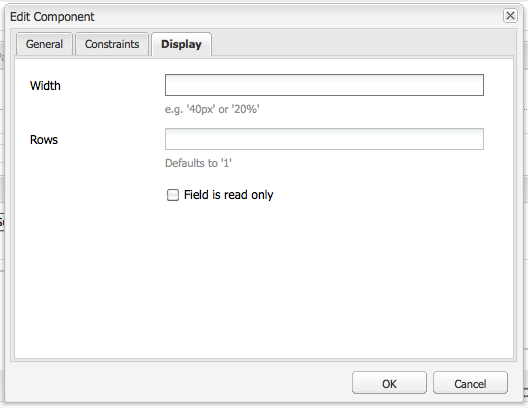 Edit Component
General Constraints Display
Width
e.g. '40px' or '20%'
Rows
Defaults to '1'
Field is read only
OK Cancel